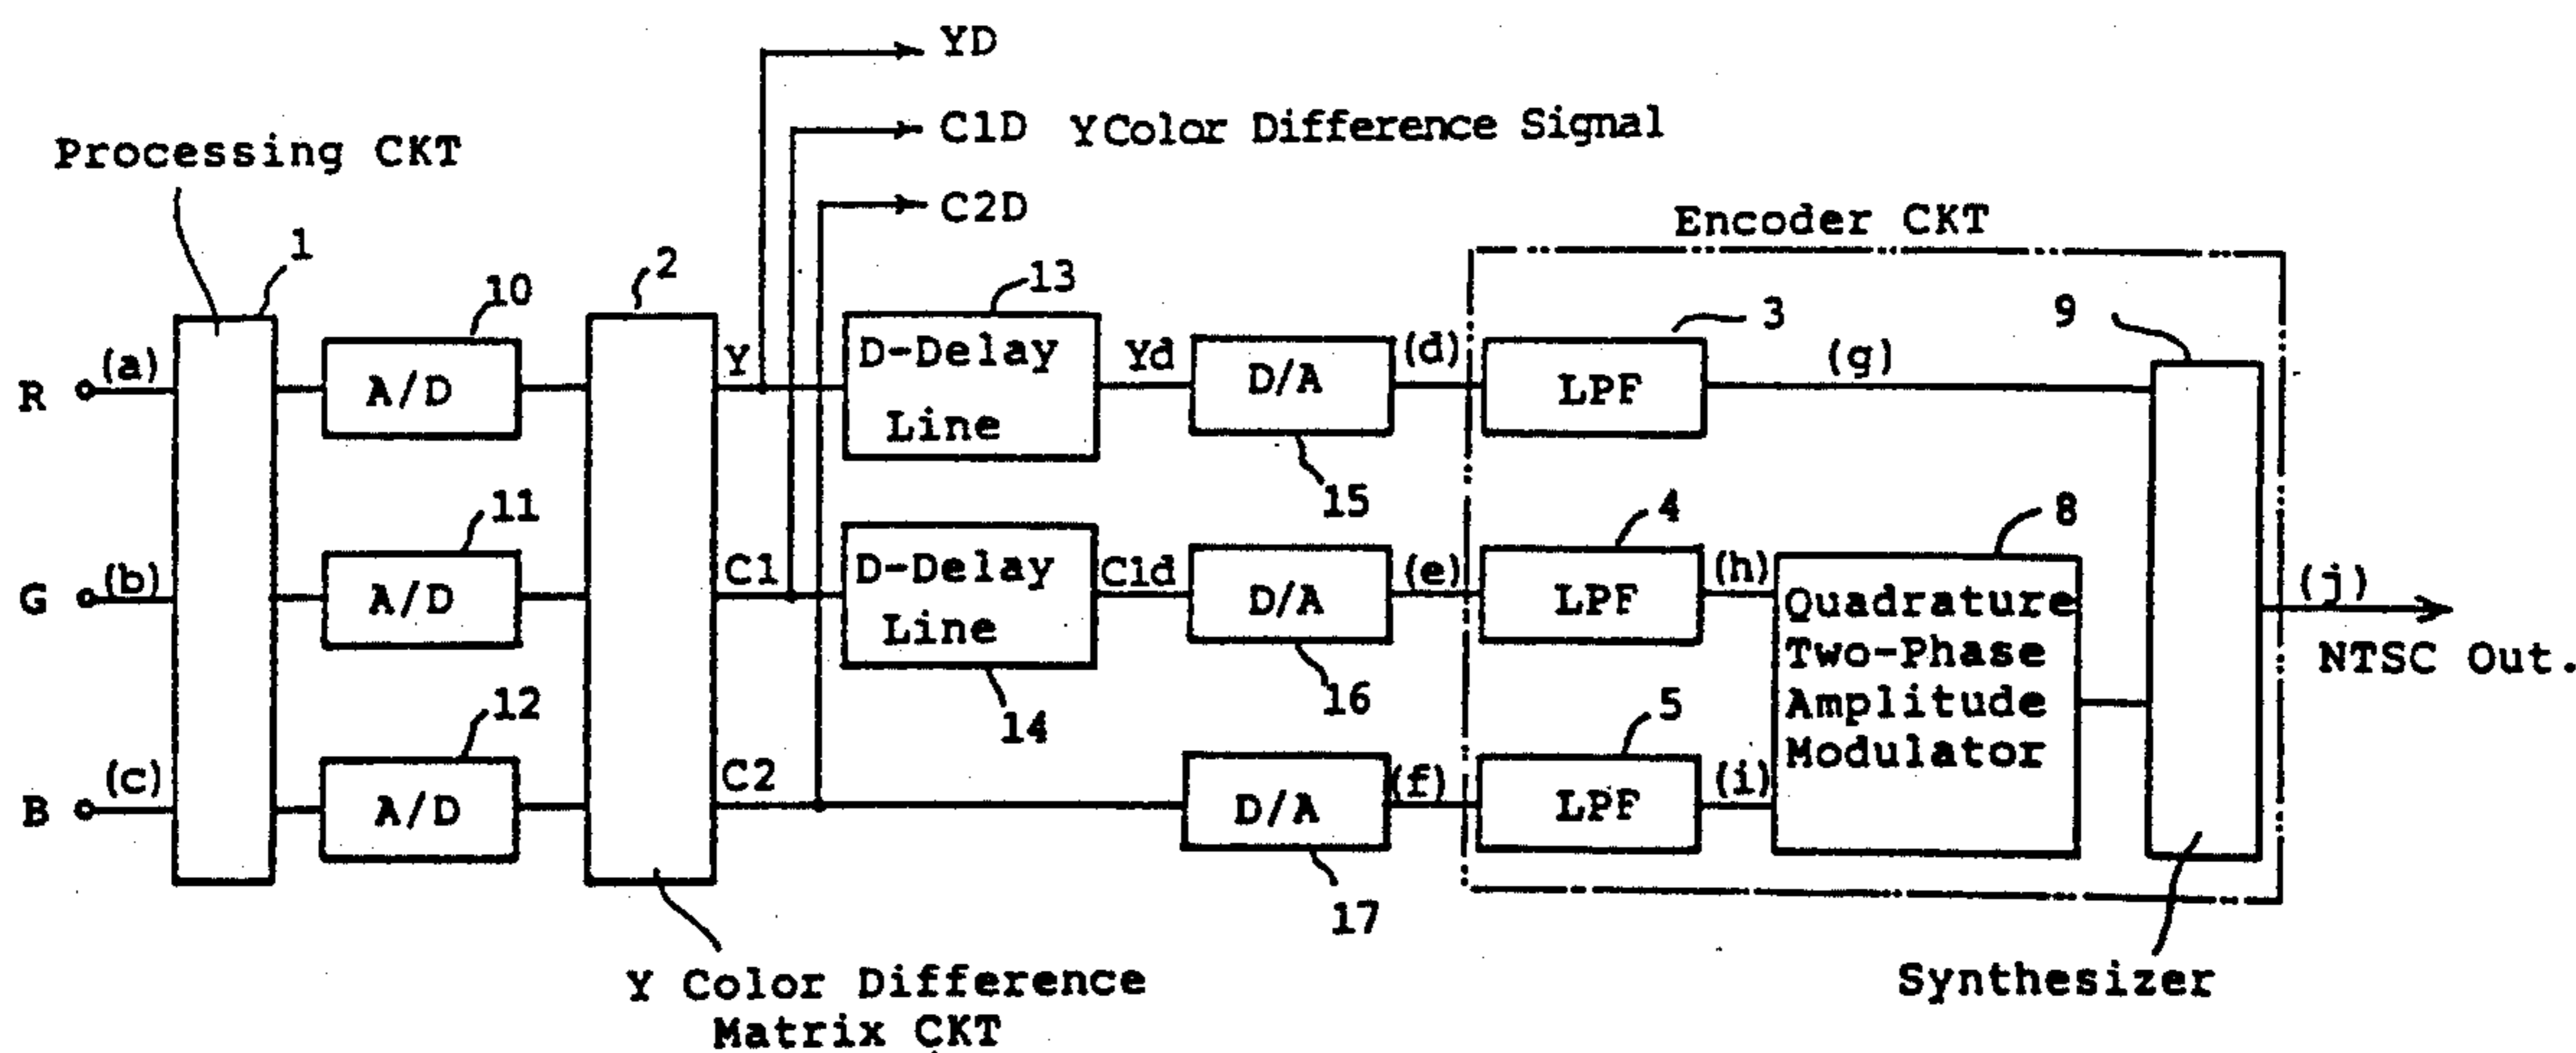 YD
C1D YColor Difference Signal
C2D
Processing CKT
Encoder CKT
1
10
2
13
3
9
R
(a)
A/D
Y
D-Delay
Line
Yd
D/A
(d)
LPF
(g)
15
11
4
8
G
(b)
A/D
C1
D-Delay
Line
C1d
D/A
(e)
LPF
(h)
Quadrature
Two-Phase
Amplitude
Modulator
(j)
NTSC Out.
12
14
16
5
B
(c)
A/D
C2
D/A
(f)
LPF
(i)
17
Y Color Difference
Matrix CKT
Synthesizer